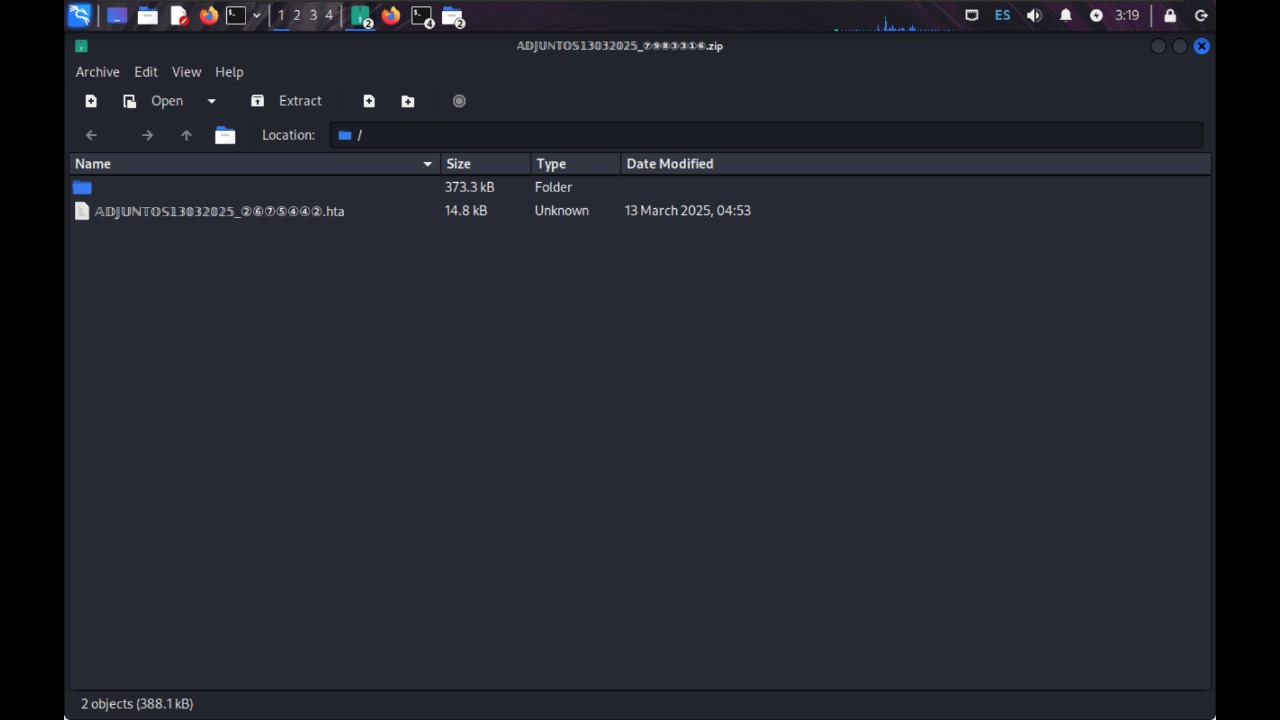 1 2 3 4
2
4
2
ES
3:19
𝔸𝔻𝕁𝕌ℕ𝕋𝕆𝕊𝟙𝟛𝟘𝟛𝟚𝟘𝟚𝟝_⑦⑨⑧③③①⑥.zip
Archive Edit View Help
Open Extract
Location: /
Name Size Type Date Modified
373.3 kB Folder
𝔸𝔻𝕁𝕌ℕ𝕋𝕆𝕊𝟙𝟛𝟘𝟛𝟚𝟘𝟚𝟝_②⑥⑦⑤④④②.hta 14.8 kB Unknown 13 March 2025, 04:53
2 objects (388.1 kB)